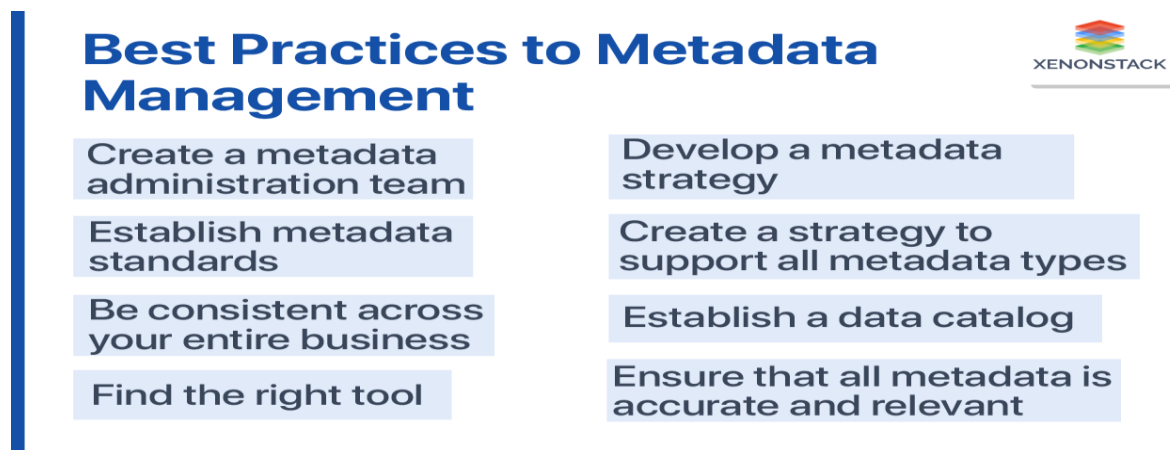 Best Practices to Metadata
Management
XENONSTACK
Create a metadata
administration team
Establish metadata
standards
Be consistent across
your entire business
Find the right tool
Develop a metadata
strategy
Create a strategy to
support all metadata types
Establish a data catalog
Ensure that all metadata is
accurate and relevant